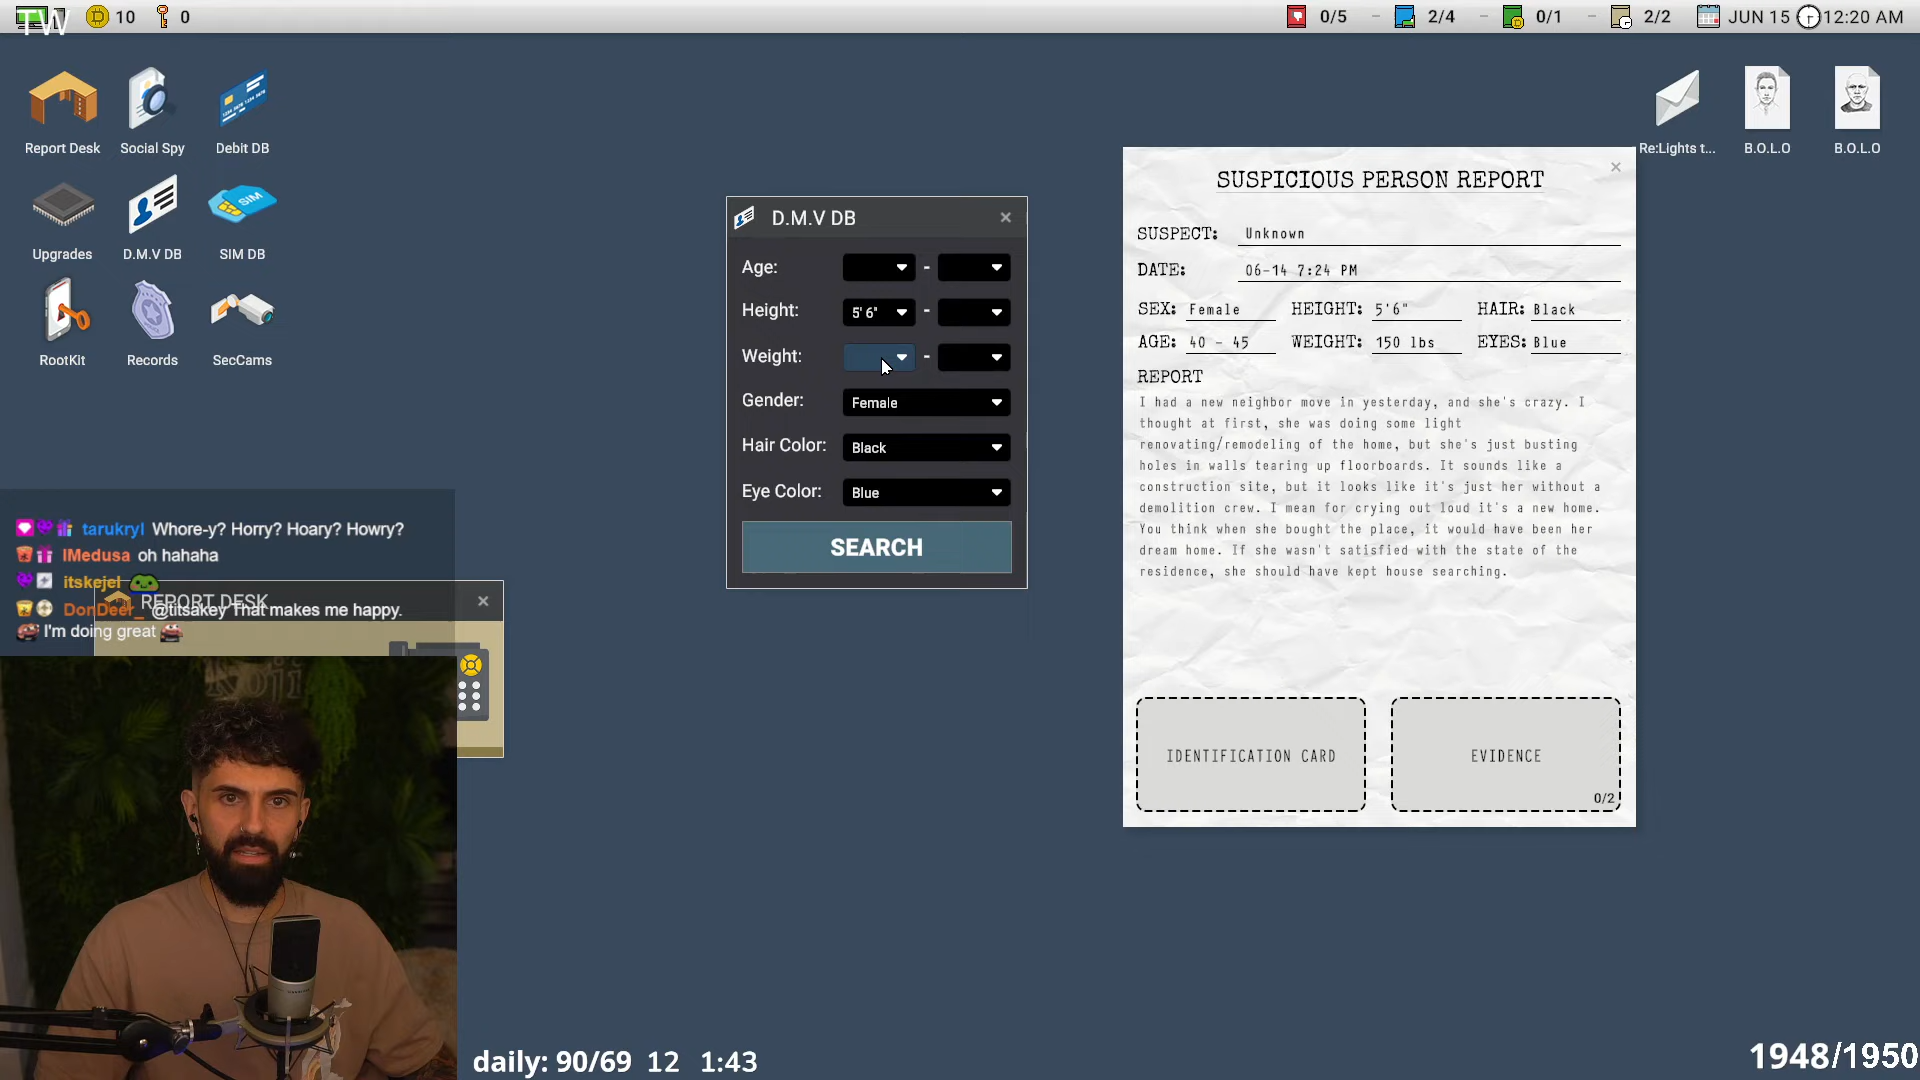 TW
10
0
0/5
2/4
0/1
2/2
JUN 15
12:20 AM
Report Desk
Social Spy
Debit DB
Upgrades
D.M.V DB
SIM DB
RootKit
Records
SecCams
Re:Lights t...
B.O.L.O
B.O.L.O
D.M.V DB
Age: -
Height: 5' 6" -
Weight: -
Gender: Female
Hair Color: Black
Eye Color: Blue
SEARCH
SUSPICIOUS PERSON REPORT
SUSPECT: Unknown
DATE: 06-14 7:24 PM
SEX: Female HEIGHT: 5'6" HAIR: Black
AGE: 40 - 45 WEIGHT: 150 lbs EYES: Blue
REPORT
I had a new neighbor move in yesterday, and she's crazy. I
thought at first, she was doing some light
renovating/remodeling of the home, but she's just busting
holes in walls tearing up floorboards. It sounds like a
construction site, but it looks like it's just her without a
demolition crew. I mean for crying out loud it's a new home.
You think when she bought the place, it would have been her
dream home. If she wasn't satisfied with the state of the
residence, she should have kept house searching.
IDENTIFICATION CARD
EVIDENCE
0/2
tarukryl Whore-y? Horry? Hoary? Howry?
IMedusa oh hahaha
itskejel
REPORT DESK
DonDeer_ @titsakey That makes me happy.
I'm doing great
Koji
daily: 90/69 12 1:43
1948/1950